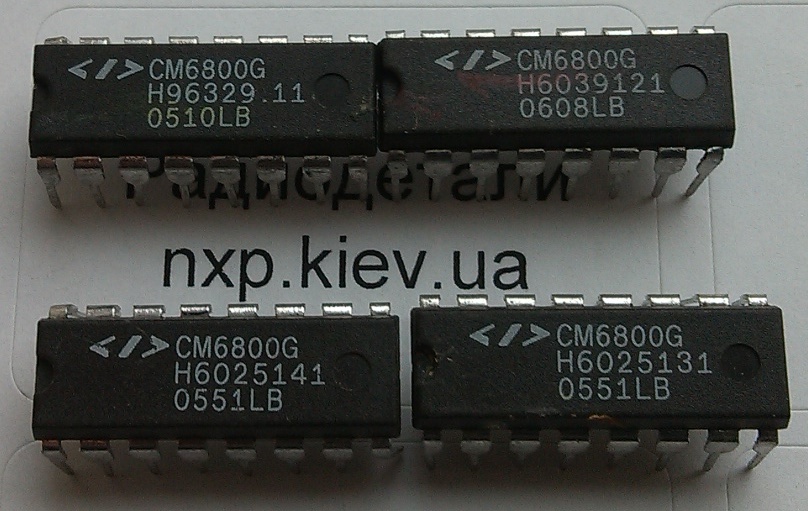 CM6800G
H96329.11
0510LB
CM6800G
H6039121
0608LB
Радиодетали
nxp.kiev.ua
CM6800G
H6025141
0551LB
CM6800G
H6025131
0551LB